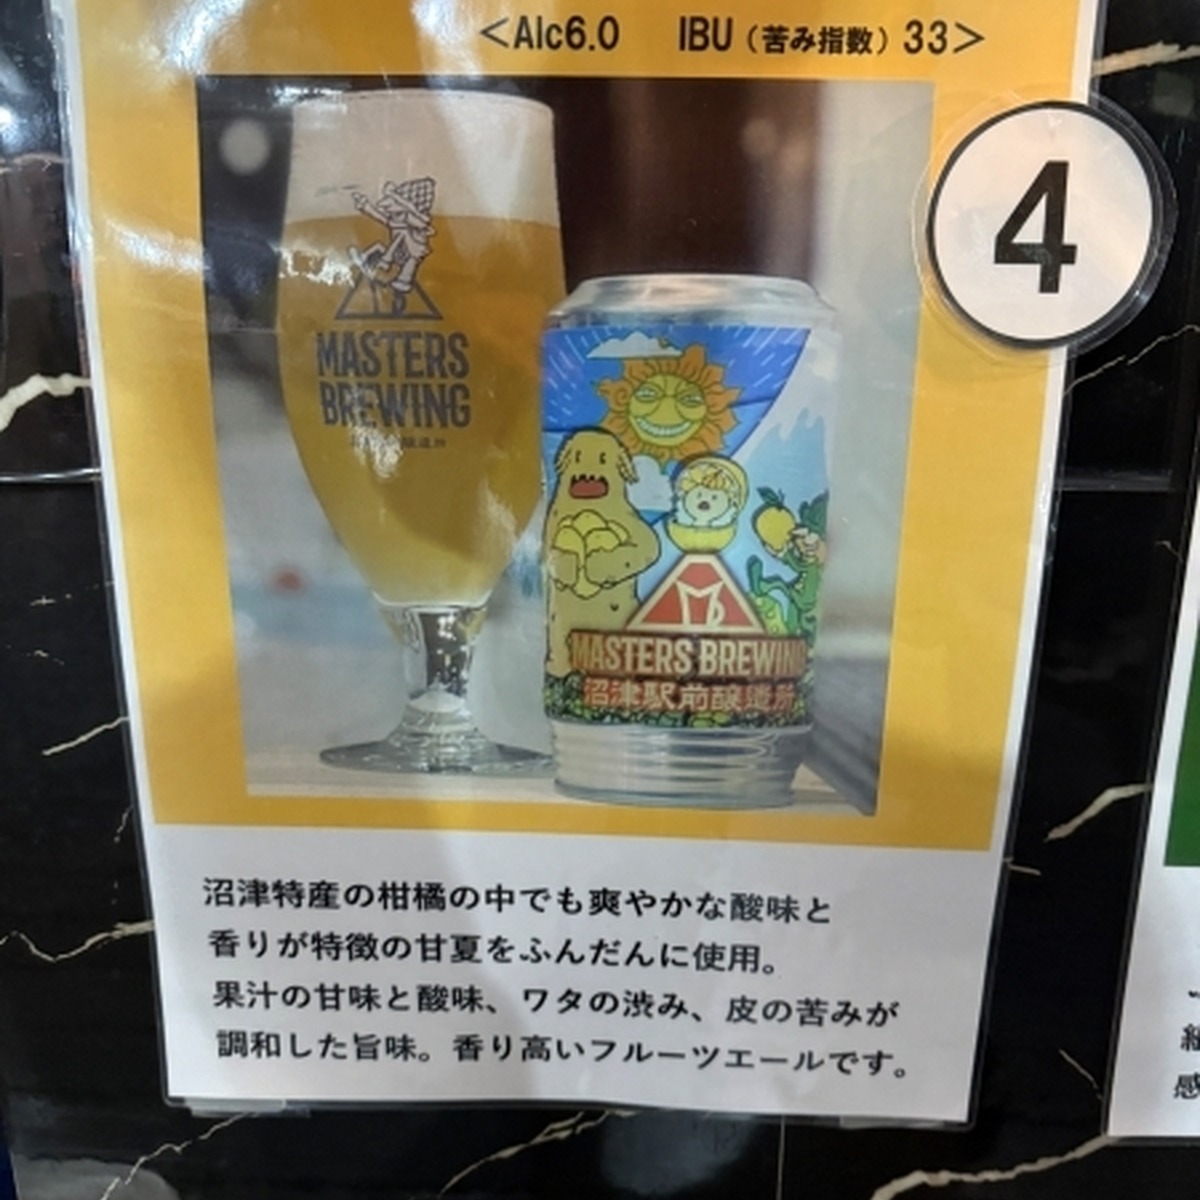 <Alc6.0 IBU（苦み指数）33>
4
MASTERS
BREWING
MASTERS BREWING
沼津駅前醸造所
沼津特産の柑橘の中でも爽やかな酸味と
香りが特徴の甘夏をふんだんに使用。
果汁の甘味と酸味、ワタの渋み、皮の苦みが
調和した旨味。香り高いフルーツエールです。
感